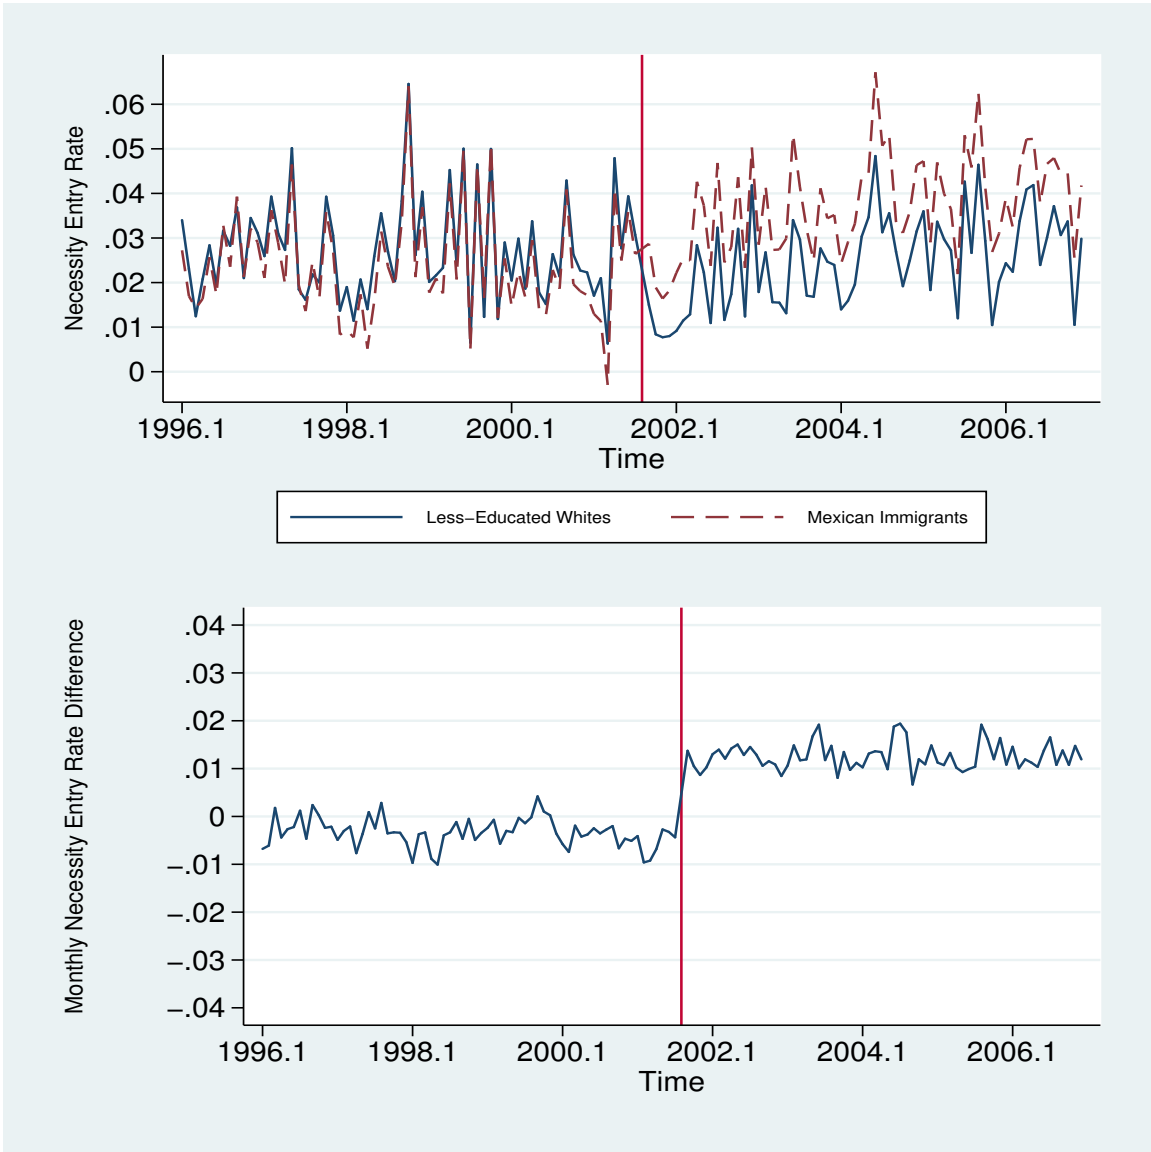 Necessity Entry Rate
.06
.05
.04
.03
.02
.01
0
1996.1 1998.1 2000.1 2002.1 2004.1 2006.1
Time
Less−Educated Whites Mexican Immigrants
Monthly Necessity Entry Rate Difference
.04
.03
.02
.01
0
−.01
−.02
−.03
−.04
1996.1 1998.1 2000.1 2002.1 2004.1 2006.1
Time